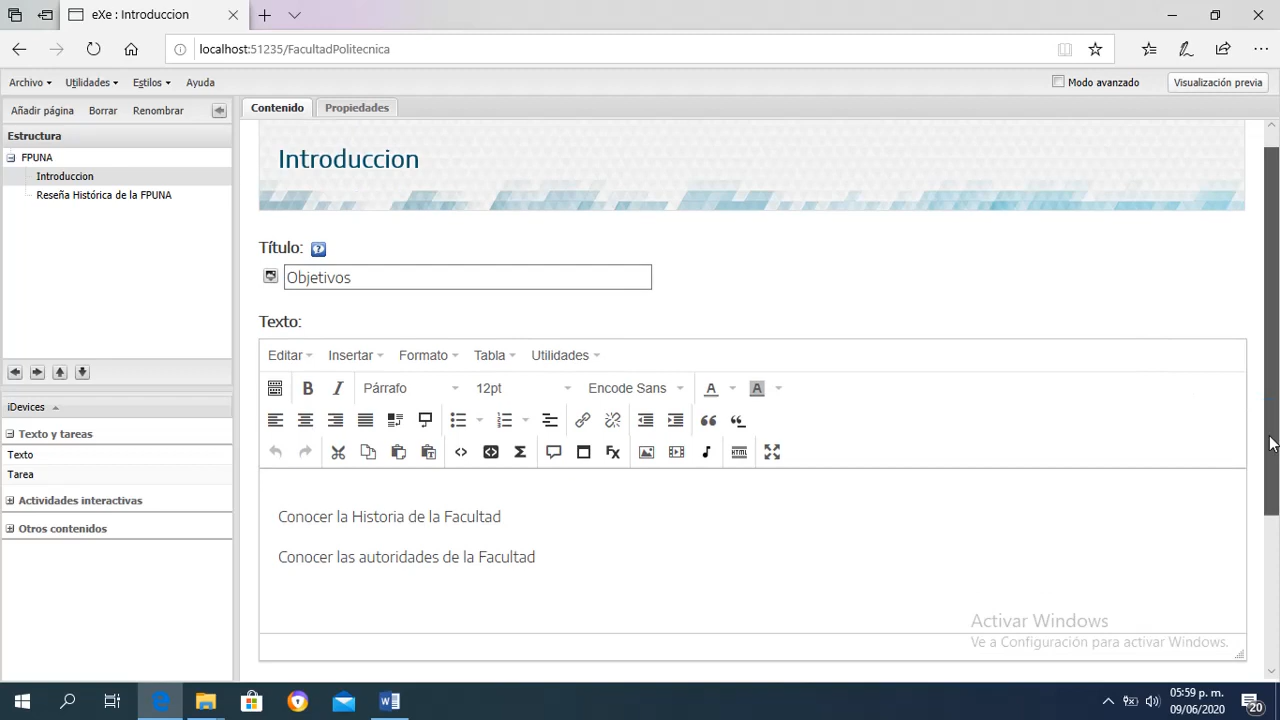 eXe : Introduccion
localhost:51235/FacultadPolitecnica
Archivo Utilidades Estilos Ayuda
Modo avanzado
Visualización previa
Añadir página Borrar Renombrar
Contenido Propiedades
Estructura
FPUNA
Introduccion
Reseña Histórica de la FPUNA
iDevices
Texto y tareas
Texto
Tarea
Actividades interactivas
Otros contenidos
Introduccion
Título: ?
Objetivos
Texto:
Editar Insertar Formato Tabla Utilidades
B I Párrafo 12pt Encode Sans A A
Σ Fx HTML
Conocer la Historia de la Facultad
Conocer las autoridades de la Facultad
Activar Windows
Ve a Configuración para activar Windows.
05:59 p. m.
09/06/2020
20